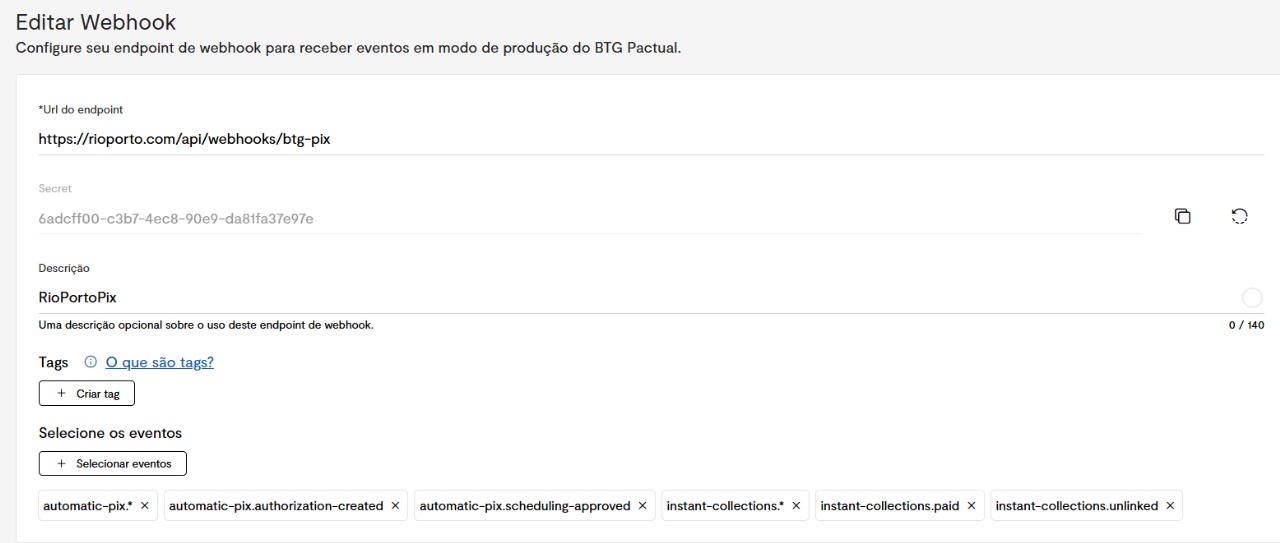 Editar Webhook
Configure seu endpoint de webhook para receber eventos em modo de produção do BTG Pactual.
*Url do endpoint
https://rioporto.com/api/webhooks/btg-pix
Secret
6adcff00-c3b7-4ec8-90e9-da81fa37e97e
Descrição
RioPortoPix
Uma descrição opcional sobre o uso deste endpoint de webhook.
0 / 140
Tags O que são tags?
+ Criar tag
Selecione os eventos
+ Selecionar eventos
automatic-pix.* × automatic-pix.authorization-created × automatic-pix.scheduling-approved × instant-collections.* × instant-collections.paid × instant-collections.unlinked ×